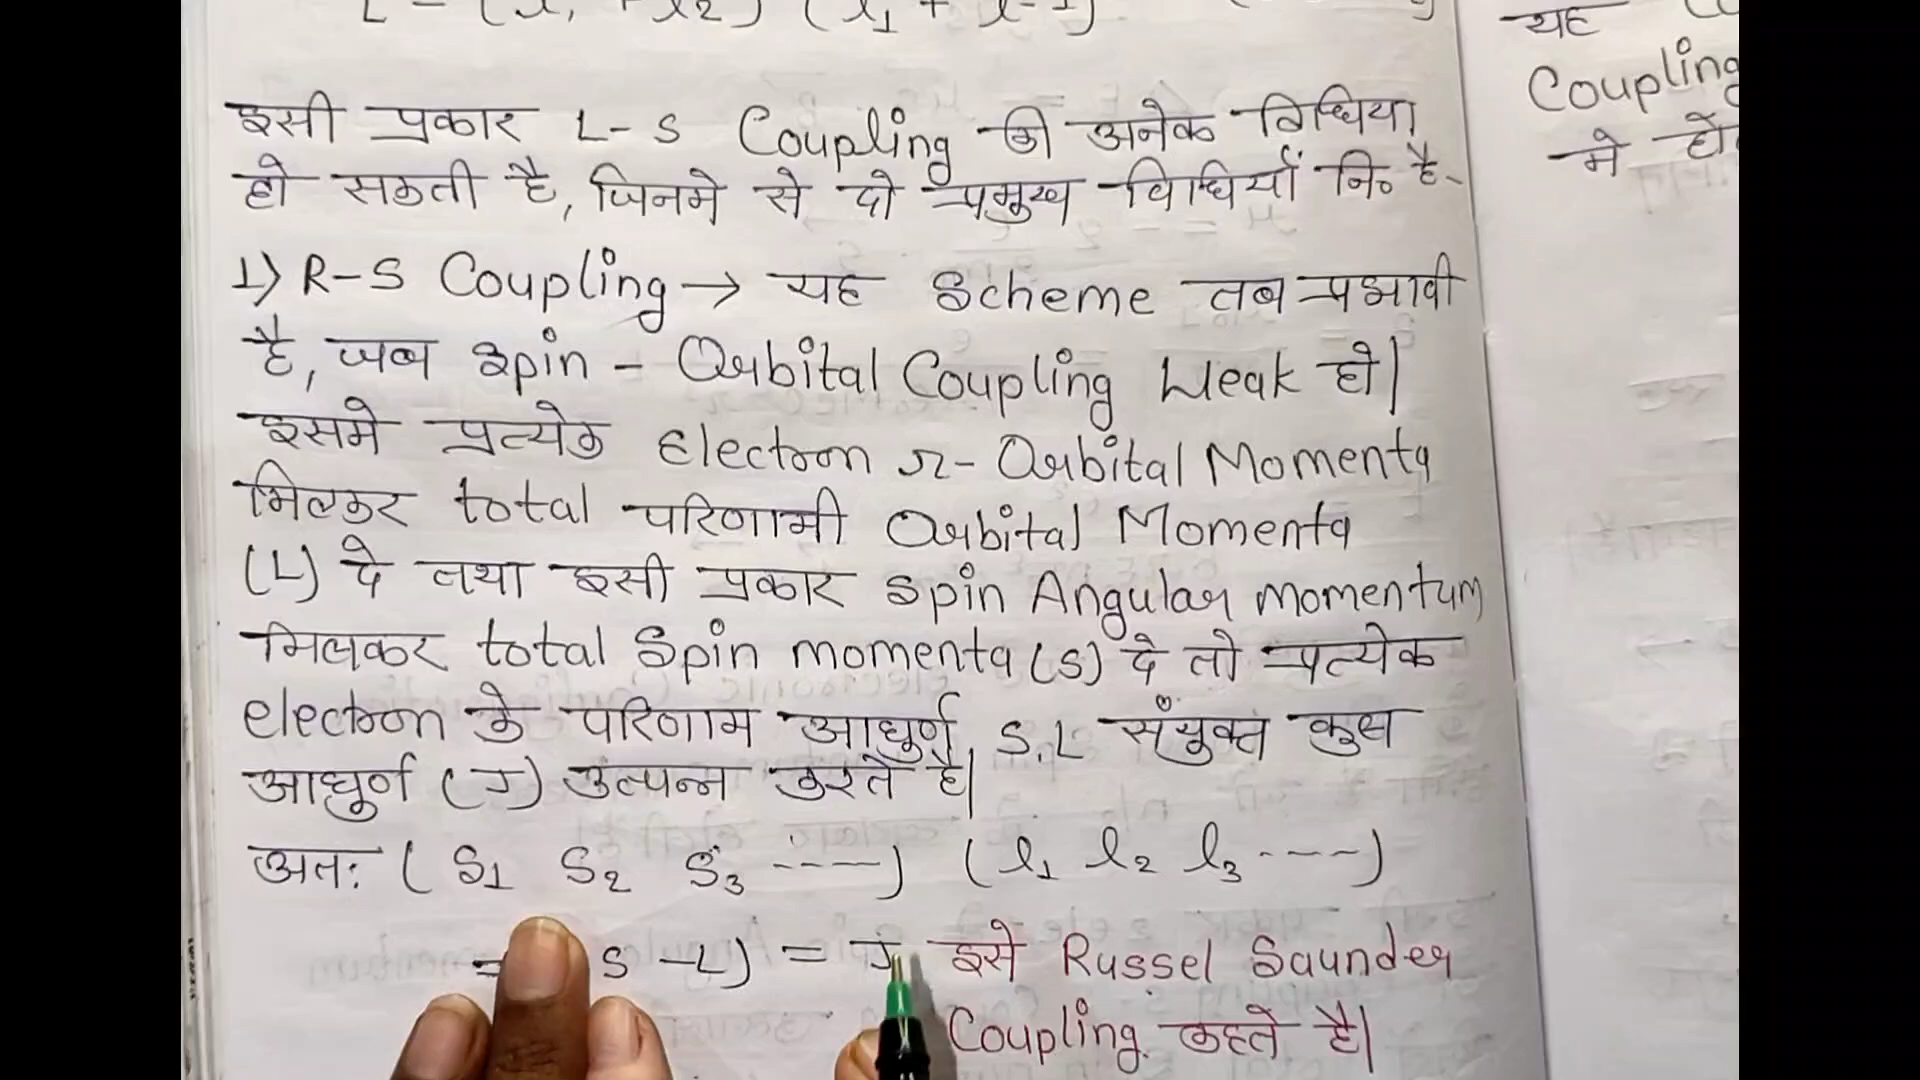 इसी प्रकार L-S Coupling की अनेक विधिया
हो सकती है, जिनमे से दो प्रमुख विधियाँ नि० है-
1) R-S Coupling → यह Scheme तब प्रभावी
है, जब Spin - Orbital Coupling Weak हो|
इसमे प्रत्येक Electron r- Orbital Momenta
मिलकर total परिणामी Orbital Momenta
(L) दे तथा इसी प्रकार Spin Angular momentum
मिलकर total Spin momenta (S) दे तो प्रत्येक
electron के परिणाम आघुर्ण S.L संयुक्त कुल
आघुर्ण (J) उत्पन्न करते है|
अतः (S1 S2 S3 -----) (l1 l2 l3 ----)
= S - L) = J इसे Russel Saunder
Coupling. कहते है|
यह
Coupling
मे